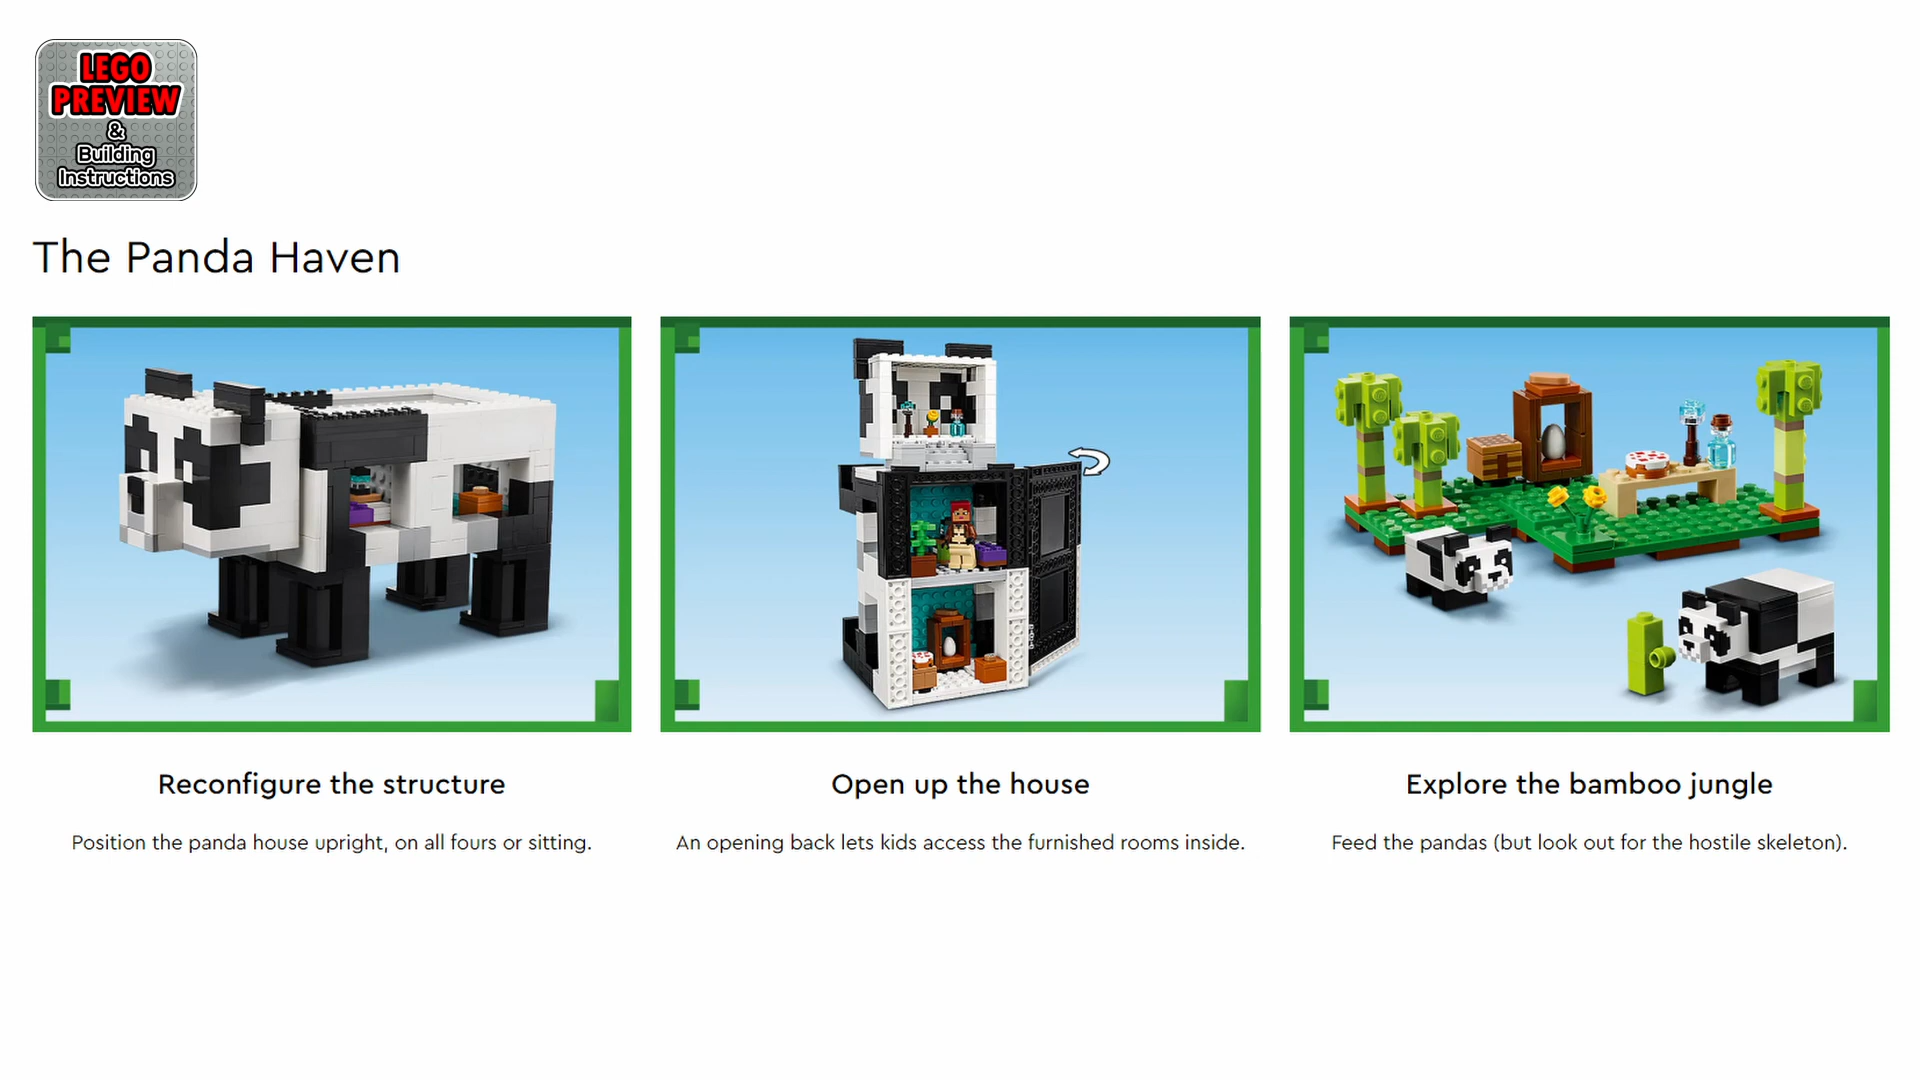 LEGO
PREVIEW
&
Building
Instructions
The Panda Haven
Reconfigure the structure
Position the panda house upright, on all fours or sitting.
Open up the house
An opening back lets kids access the furnished rooms inside.
Explore the bamboo jungle
Feed the pandas (but look out for the hostile skeleton).